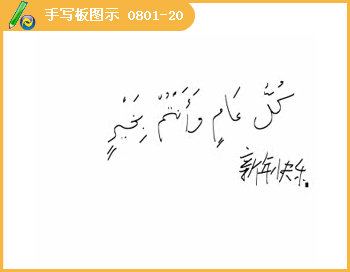 手写板图示 0801-20
كُلُّ عَامٍ وَأَنْتُمْ بِخَيْرٍ
新年快乐.